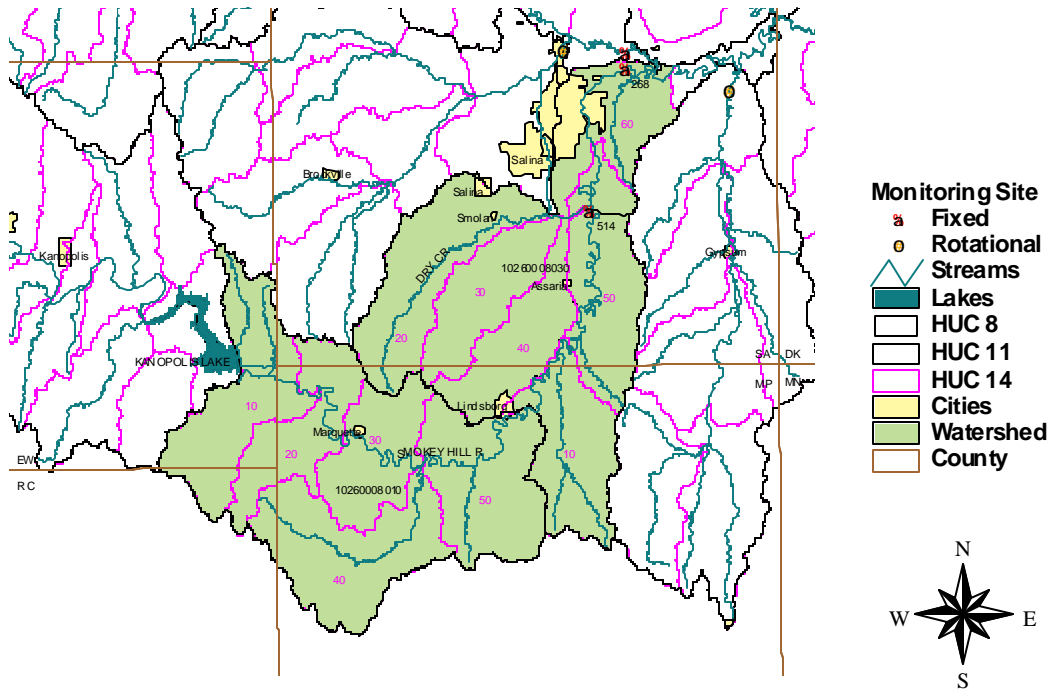 268
60
Salina
Brookville
Salina
Smolan
514
Kanopolis
DRY CR
Gypsum
10260008030
Assaria
30
50
20
40
SA DK
KANOPOLIS LAKE
MP MN
10
Lindsborg
Marquette
30
20
SMOKEY HILL R
10
EW
RC
10260008010
50
40
Monitoring Site
a Fixed
o Rotational
Streams
Lakes
HUC 8
HUC 11
HUC 14
Cities
Watershed
County
N
W E
S